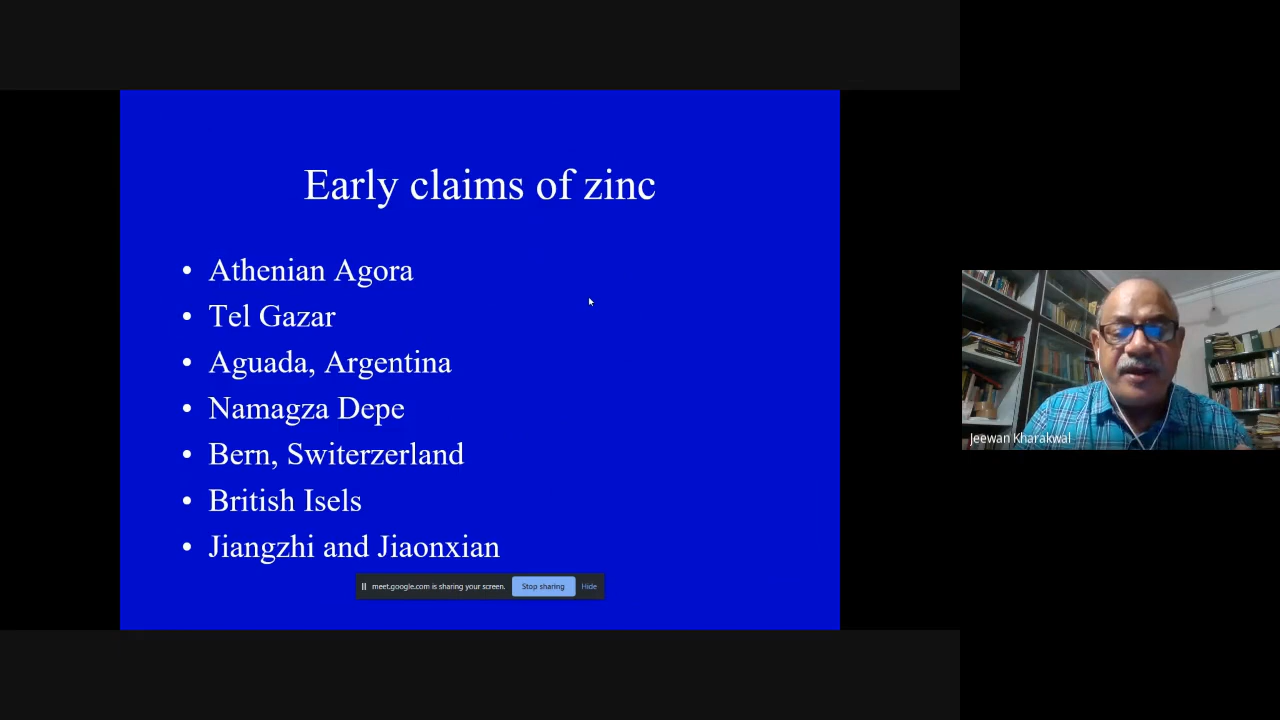 Early claims of zinc
• Athenian Agora
• Tel Gazar
• Aguada, Argentina
• Namagza Depe
• Bern, Switerzerland
• British Isels
• Jiangzhi and Jiaonxian
meet.google.com is sharing your screen. Stop sharing Hide
Jeewan Kharakwal